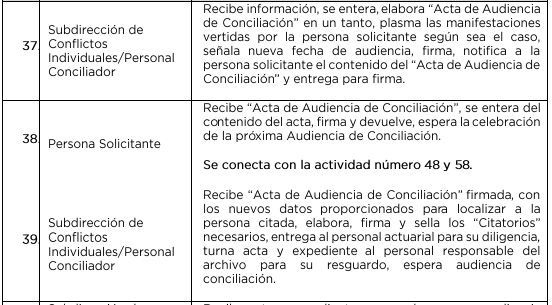 37.
Subdirección de
Conflictos
Individuales/Personal
Conciliador
Recibe información, se entera, elabora “Acta de Audiencia
de Conciliación” en un tanto, plasma las manifestaciones
vertidas por la persona solicitante según sea el caso,
señala nueva fecha de audiencia, firma, notifica a la
persona solicitante el contenido del “Acta de Audiencia de
Conciliación” y entrega para firma.
38.
Persona Solicitante
Recibe “Acta de Audiencia de Conciliación”, se entera del
contenido del acta, firma y devuelve, espera la celebración
de la próxima Audiencia de Conciliación.
Se conecta con la actividad número 48 y 58.
39.
Subdirección de
Conflictos
Individuales/Personal
Conciliador
Recibe “Acta de Audiencia de Conciliación” firmada, con
los nuevos datos proporcionados para localizar a la
persona citada, elabora, firma y sella los “Citatorios”
necesarios, entrega al personal actuarial para su diligencia,
turna acta y expediente al personal responsable del
archivo para su resguardo, espera audiencia de
conciliación.